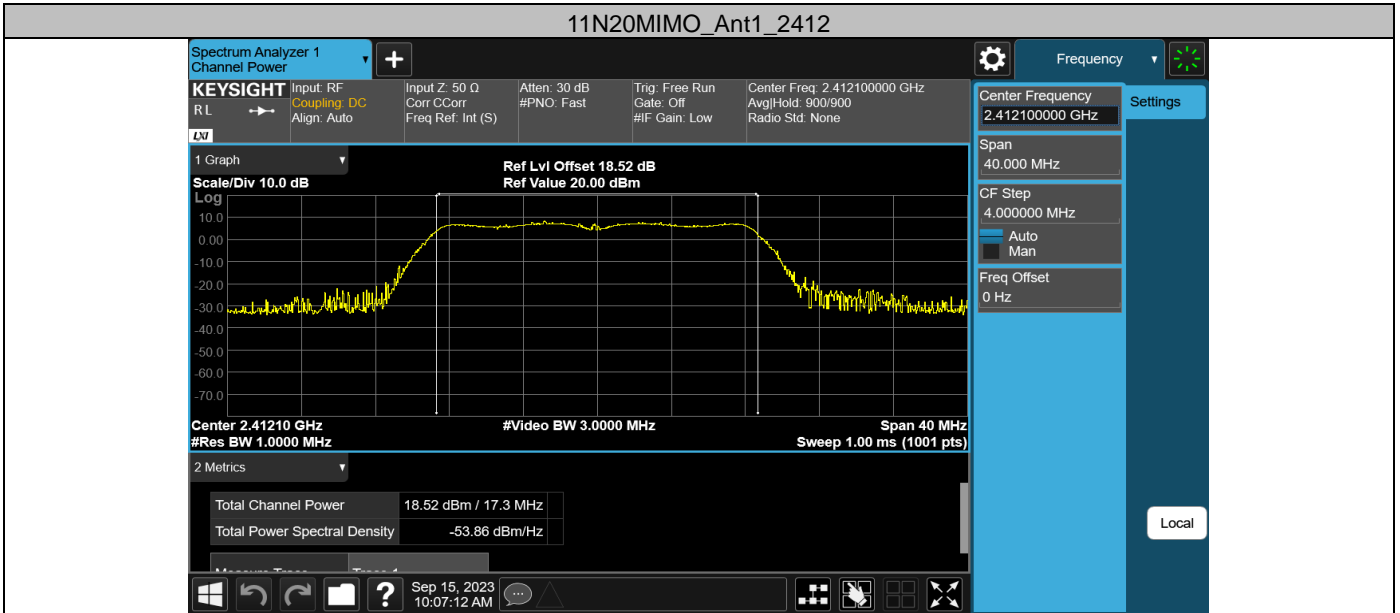 11N20MIMO_Ant1_2412
Spectrum Analyzer 1
Channel Power
+
Frequency
KEYSIGHT
R L
LXI
Input: RF
Coupling: DC
Align: Auto
Input Z: 50 Ω
Corr CCorr
Freq Ref: Int (S)
Atten: 30 dB
#PNO: Fast
Trig: Free Run
Gate: Off
#IF Gain: Low
Center Freq: 2.412100000 GHz
Avg|Hold: 900/900
Radio Std: None
Center Frequency
2.412100000 GHz
Settings
Span
40.000 MHz
CF Step
4.000000 MHz
Auto
Man
Freq Offset
0 Hz
Local
1 Graph
Scale/Div 10.0 dB
Ref Lvl Offset 18.52 dB
Ref Value 20.00 dBm
Log
10.0
0.00
-10.0
-20.0
-30.0
-40.0
-50.0
-60.0
-70.0
Center 2.41210 GHz
#Video BW 3.0000 MHz
Span 40 MHz
#Res BW 1.0000 MHz
Sweep 1.00 ms (1001 pts)
2 Metrics
Total Channel Power 18.52 dBm / 17.3 MHz
Total Power Spectral Density -53.86 dBm/Hz
?
Sep 15, 2023
10:07:12 AM